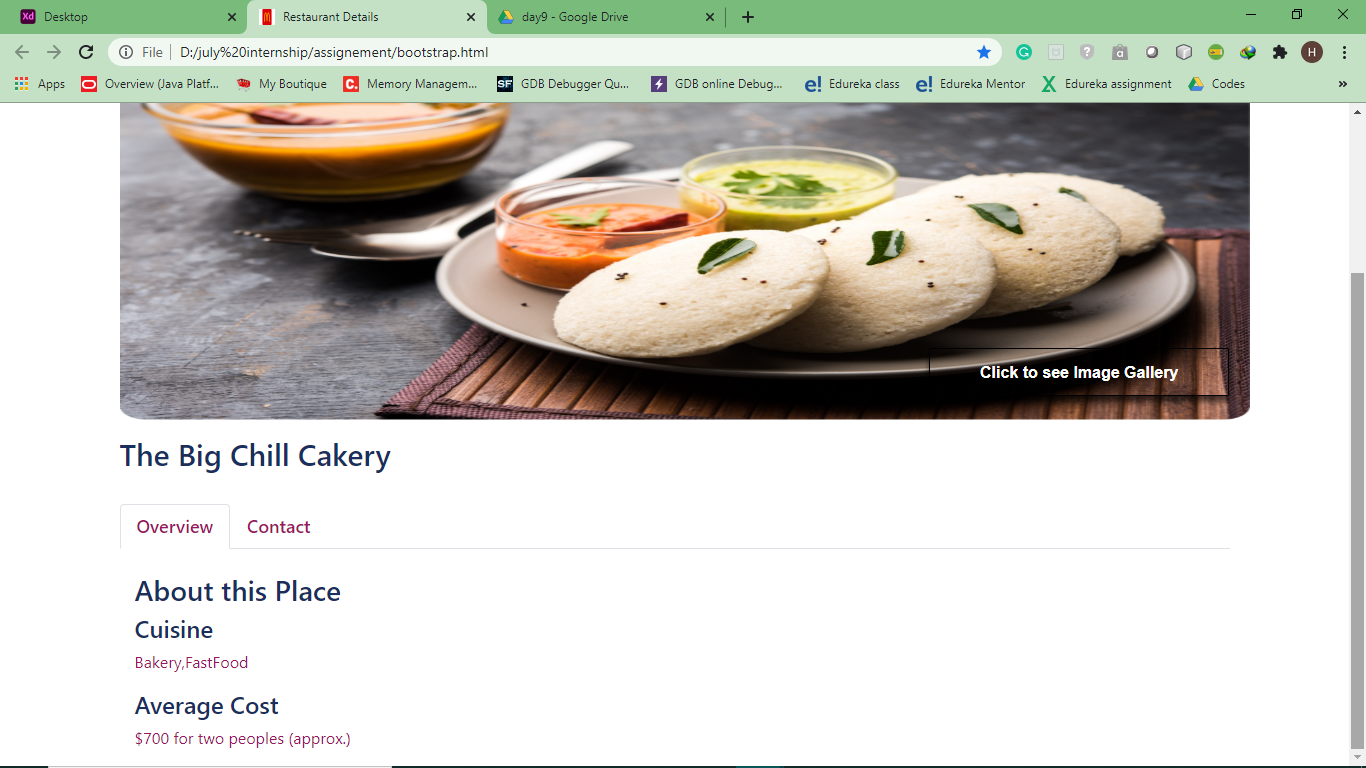 Xd Desktop
Restaurant Details
day9 - Google Drive
File
D:/july%20internship/assignement/bootstrap.html
H
Apps
Overview (Java Platf...
My Boutique
C. Memory Managem...
SF GDB Debugger Qu...
GDB online Debug...
e! Edureka class
e! Edureka Mentor
X Edureka assignment
Codes
»
Click to see Image Gallery
The Big Chill Cakery
Overview
Contact
About this Place
Cuisine
Bakery,FastFood
Average Cost
$700 for two peoples (approx.)